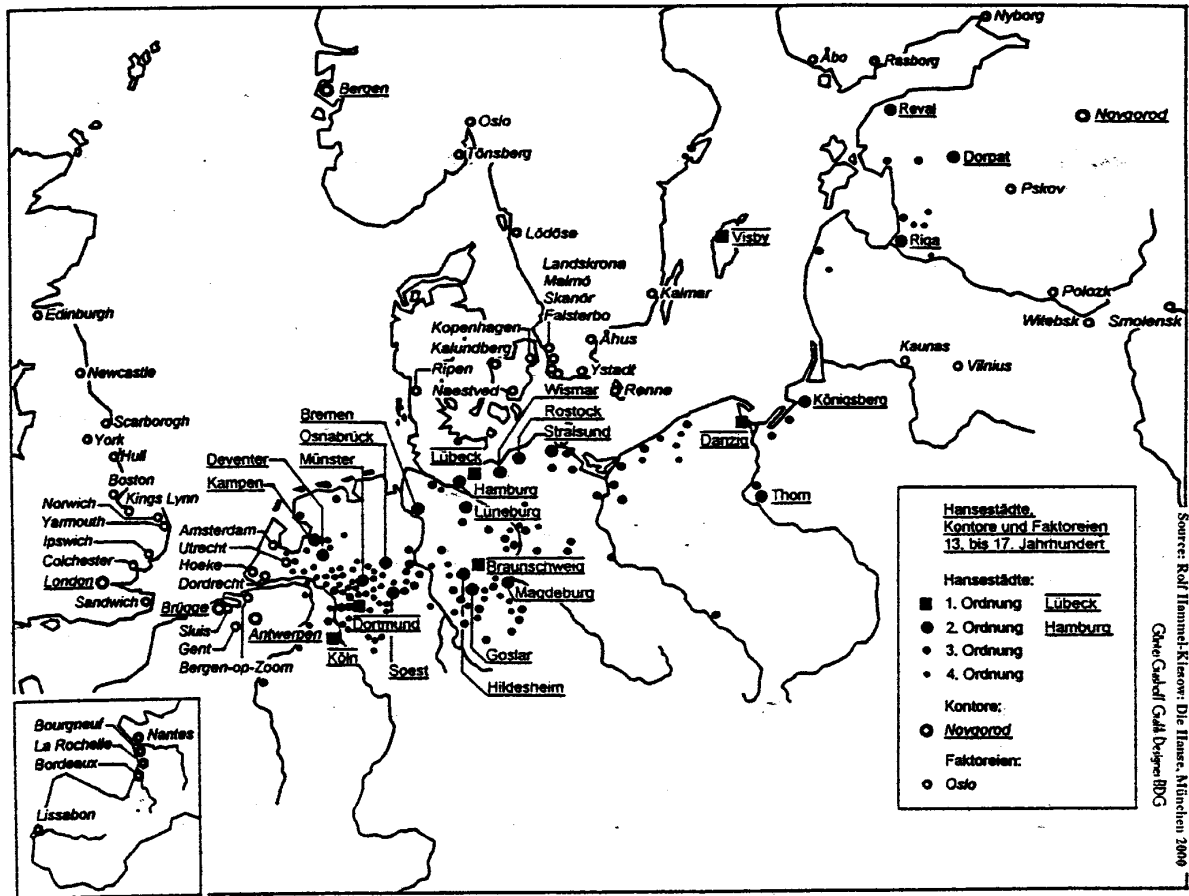 Nyborg
Åbo
Rasborg
Bergen
Reval
Novgorod
Oslo
Tönsberg
Dorpat
Pskov
Lödöse
Visby
Riga
Landskrona
Malmö
Skanör
Falsterbo
Kalmar
Polozk
Witebsk
Smolensk
Edinburgh
Kopenhagen
Kalundberg
Åhus
Kaunas
Vilnius
Newcastle
Ripen
Naestved
Ystadt
Renne
Wismar
Königsberg
Bremen
Rostock
Scarborogh
Osnabrück
Stralsund
Danzig
York
Hull
Deventer
Münster
Lübeck
Boston
Kampen
Hamburg
Thorn
Norwich
Kings Lynn
Lüneburg
Yarmouth
Amsterdam
Ipswich
Utrecht
Colchester
Hoeke
Braunschweig
London
Dordrecht
Magdeburg
Sandwich
Brügge
Sluis
Antwerpen
Dortmund
Gent
Köln
Goslar
Bergen-op-Zoom
Soest
Hildesheim
Bourgneuf
Nantes
La Rochelle
Bordeaux
Lissabon
Hansestädte,
Kontore und Faktoreien
13. bis 17. Jahrhundert
Hansestädte:
1. Ordnung Lübeck
2. Ordnung Hamburg
3. Ordnung
4. Ordnung
Kontore:
Novgorod
Faktoreien:
Oslo
Source: Rolf Hammel-Kiesow: Die Hanse, München 2000
Designer BDG